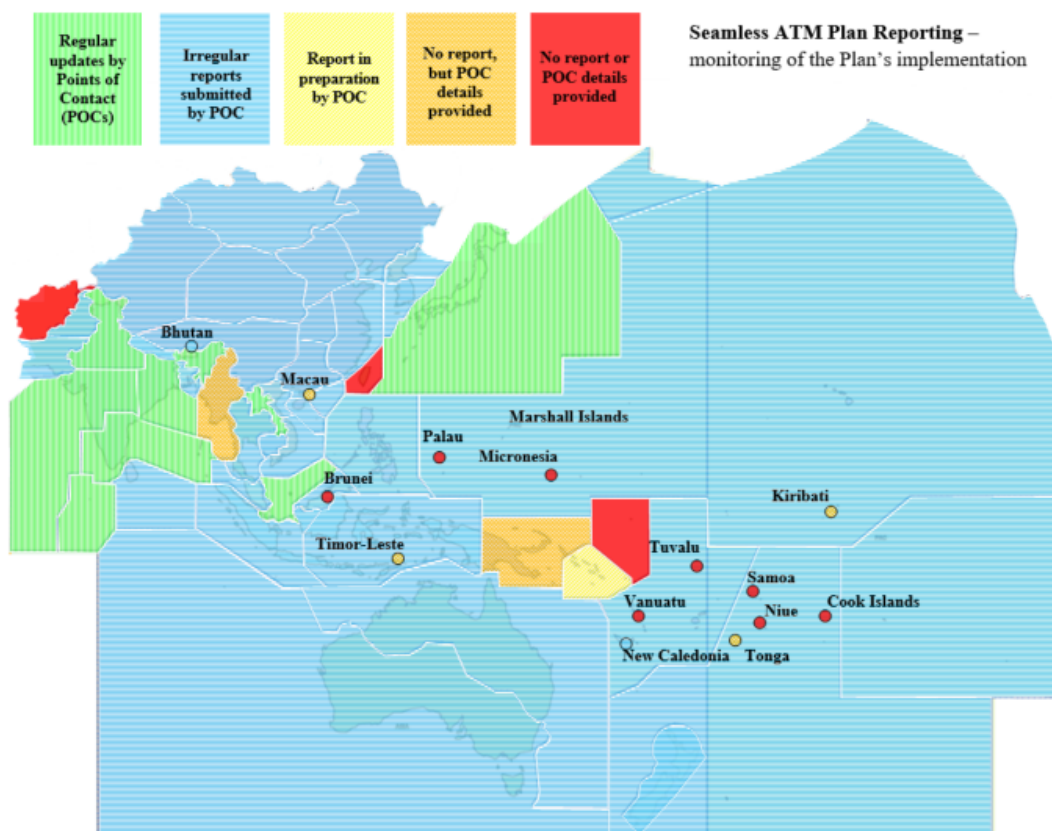 Regular
updates by
Points of
Contact
(POCs)
Irregular
reports
submitted
by POC
Report in
preparation
by POC
No report,
but POC
details
provided
No report or
POC details
provided
Seamless ATM Plan Reporting –
monitoring of the Plan's implementation
Bhutan
Macau
Marshall Islands
Palau
Micronesia
Brunei
Kiribati
Timor-Leste
Tuvalu
Samoa
Vanuatu
Niue
Cook Islands
New Caledonia
Tonga